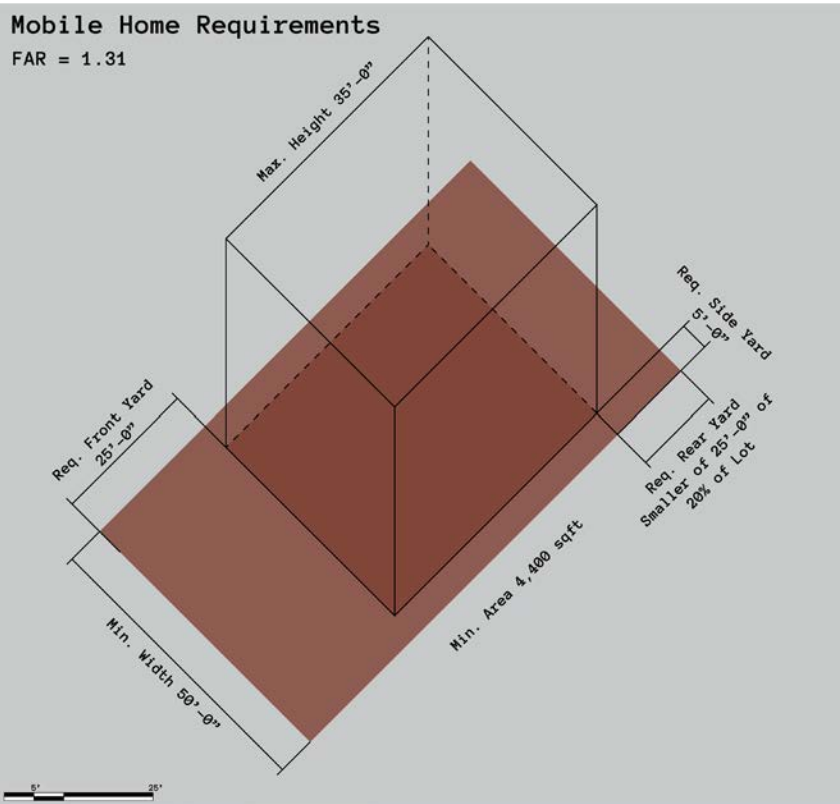 Mobile Home Requirements
FAR = 1.31
Max. Height 35'-0"
Req. Side Yard
5'-0"
Req. Front Yard
25'-0"
Req. Rear Yard
Smaller of 25'-0" of
20% of Lot
Min. Area 4,400 sqft
Min. Width 50'-0"
5'
25'